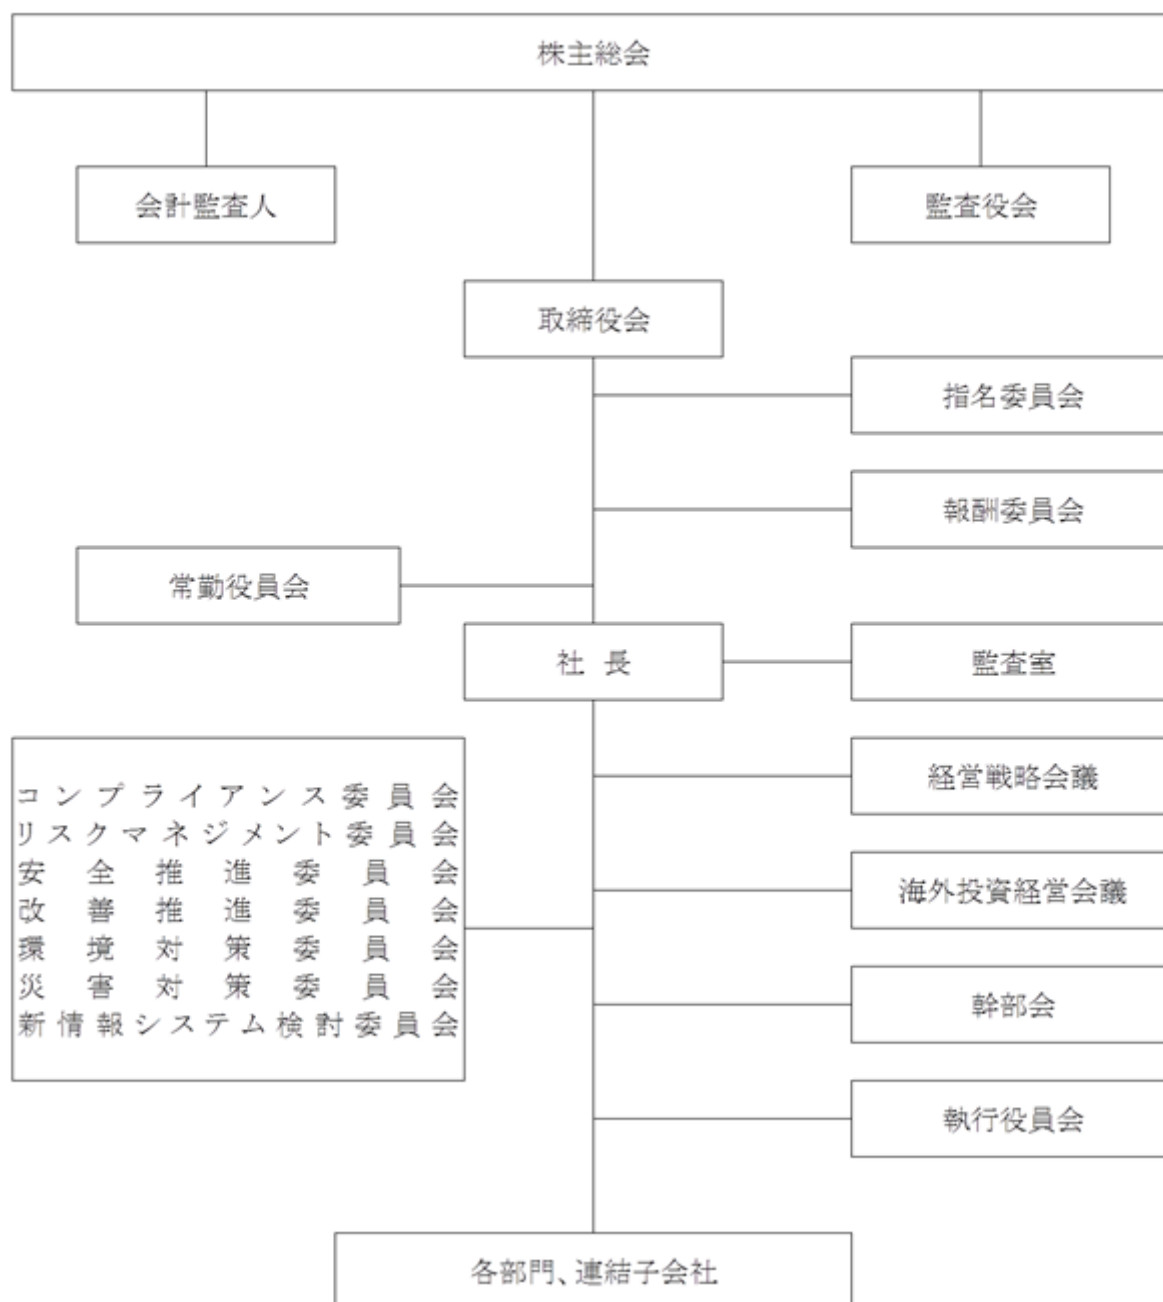 株主総会
会計監査人
監査役会
取締役会
指名委員会
報酬委員会
常勤役員会
社長
監査室
コンプライアンス委員会
リスクマネジメント委員会
安全推進委員会
改善推進委員会
環境対策委員会
災害対策委員会
新情報システム検討委員会
経営戦略会議
海外投資経営会議
幹部会
執行役員会
各部門、連結子会社